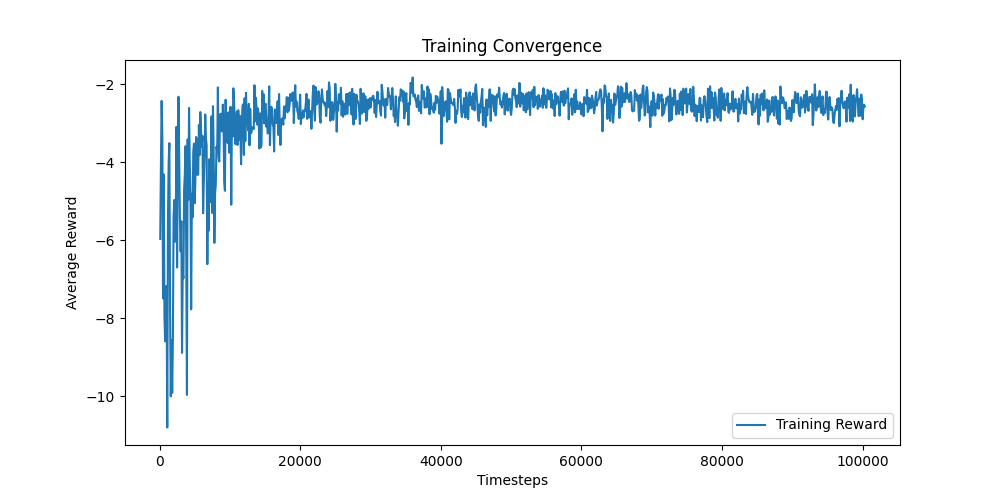 Training Convergence
Average Reward
−2
−4
−6
−8
−10
Training Reward
0
20000
40000
60000
80000
100000
Timesteps